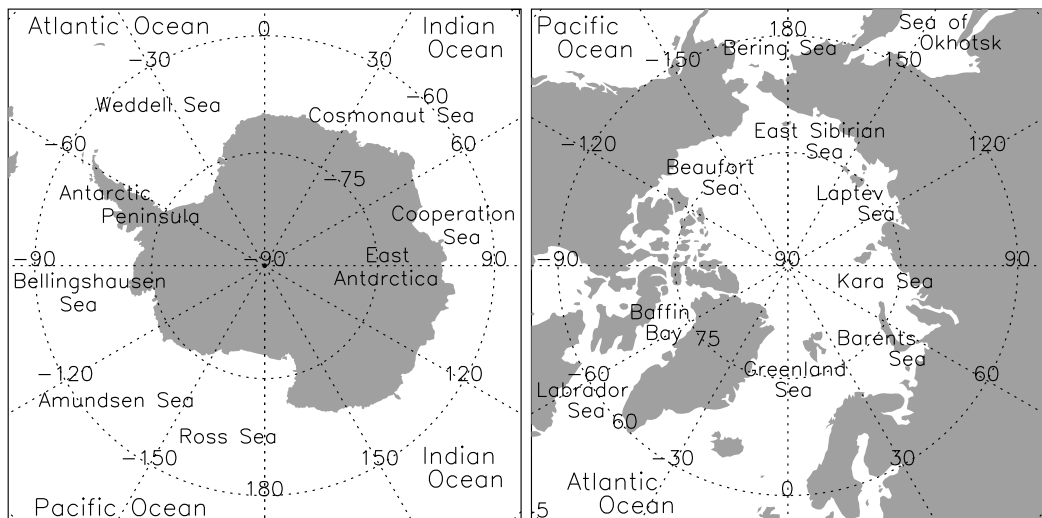 Atlantic Ocean
Indian
Ocean
0
−30
30
−60
Weddell Sea
Cosmonaut Sea
−60
60
−75
Antarctic
Peninsula
Cooperation
Sea
−90
−90
East
Antarctica
90
Bellingshausen
Sea
−120
120
Amundsen Sea
Ross Sea
−150
150
Indian
Ocean
180
Pacific Ocean
Pacific
Ocean
180
Bering Sea
Sea of
Okhotsk
−150
150
−120
East Sibirian
Sea
120
Beaufort
Sea
Laptev
Sea
−90
90
90
Kara Sea
Baffin
Bay
75
Barents
Sea
Greenland
Sea
−60
60
Labrador
Sea
60
−30
30
Atlantic
Ocean
0
5